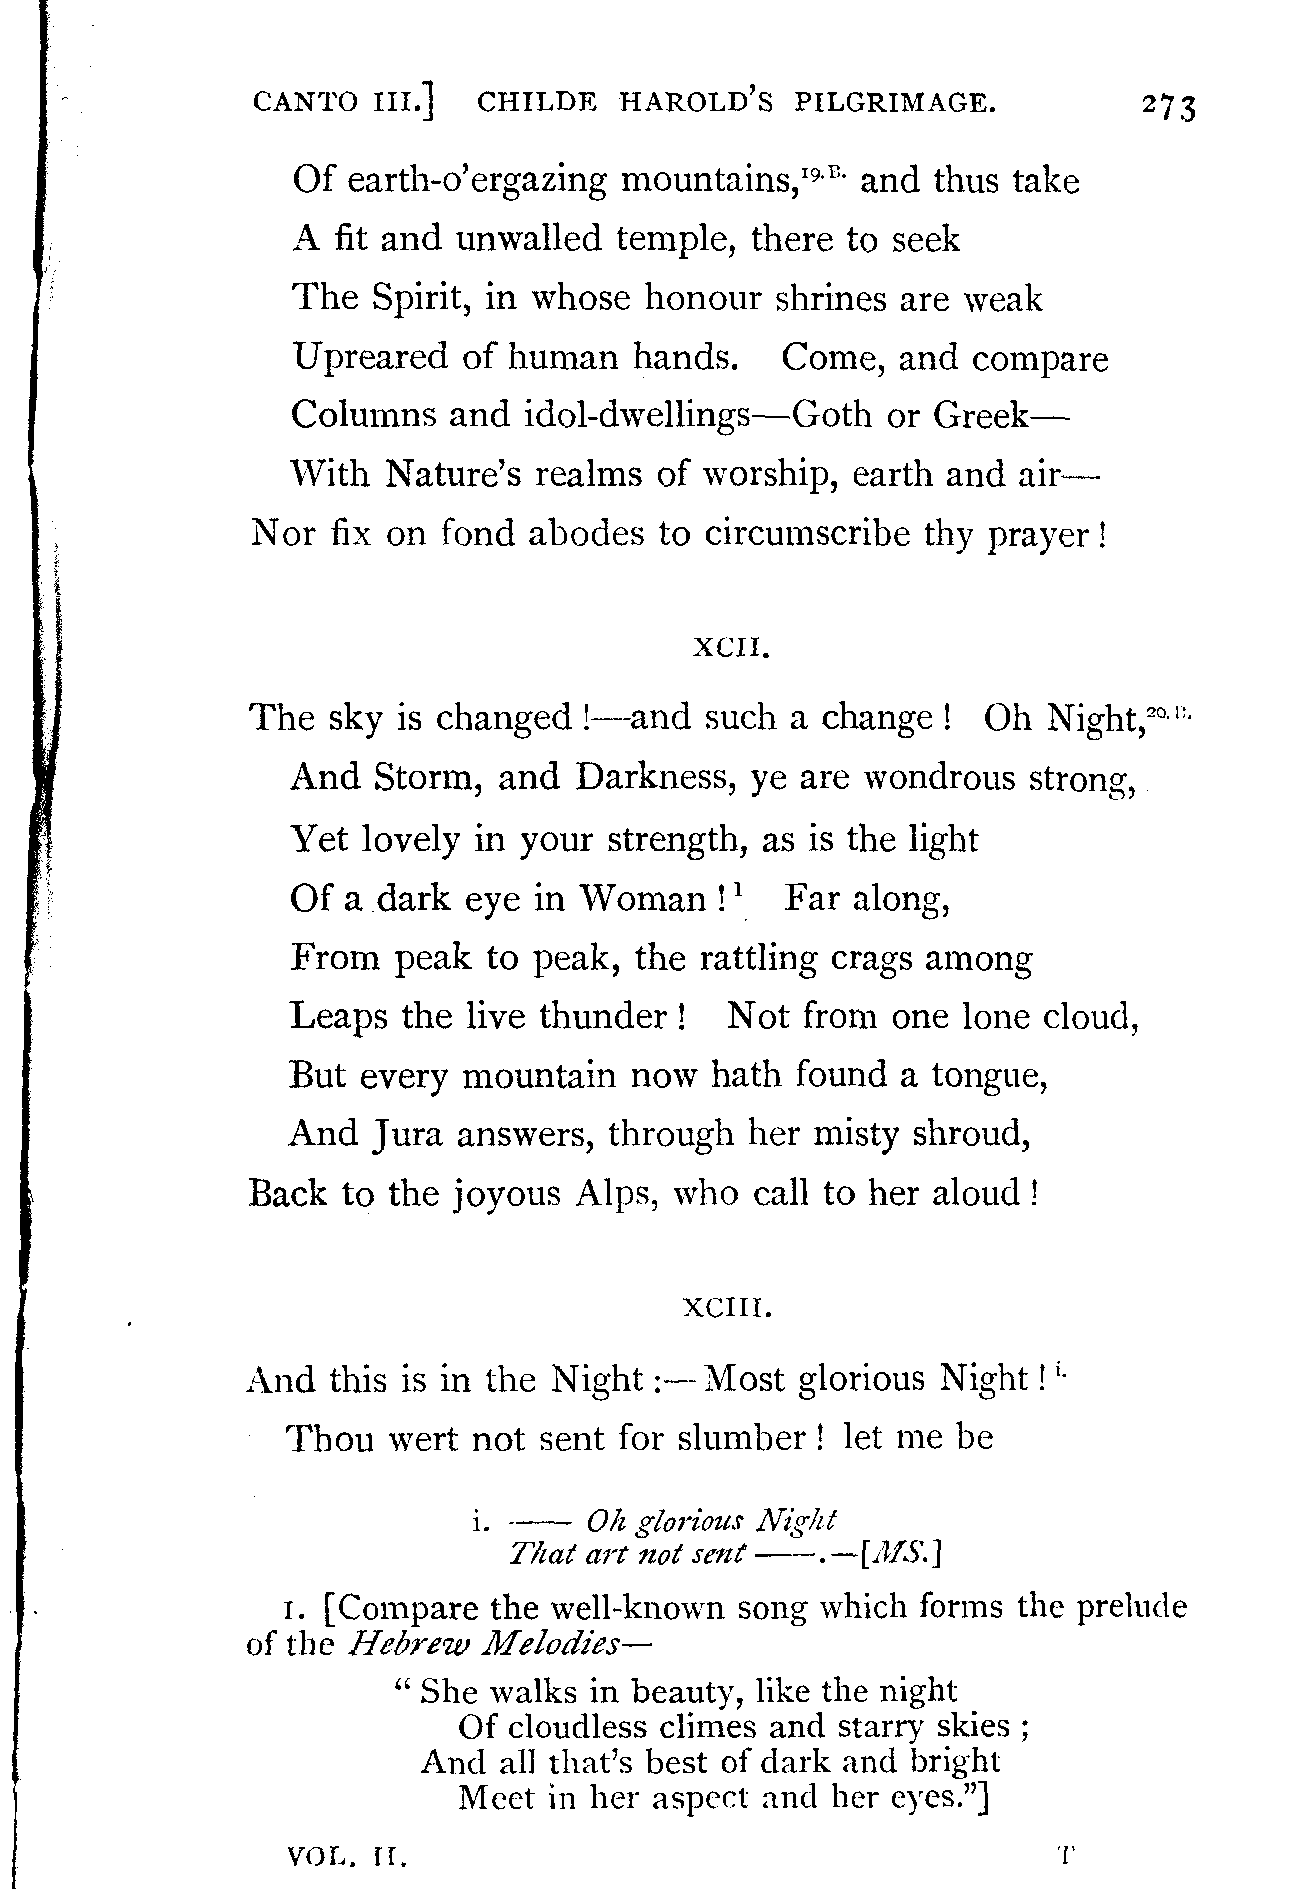 CANTO III.] CHILDE HAROLD'S PILGRIMAGE. 273
Of earth-o'ergazing mountains,19.B. and thus take
A fit and unwalled temple, there to seek
The Spirit, in whose honour shrines are weak
Upreared of human hands. Come, and compare
Columns and idol-dwellings—Goth or Greek—
With Nature's realms of worship, earth and air—
Nor fix on fond abodes to circumscribe thy prayer!
XCII.
The sky is changed!—and such a change! Oh Night,20.B.
And Storm, and Darkness, ye are wondrous strong,
Yet lovely in your strength, as is the light
Of a dark eye in Woman!1 Far along,
From peak to peak, the rattling crags among
Leaps the live thunder! Not from one lone cloud,
But every mountain now hath found a tongue,
And Jura answers, through her misty shroud,
Back to the joyous Alps, who call to her aloud!
XCIII.
And this is in the Night:—Most glorious Night!i.
Thou wert not sent for slumber! let me be
i. —— Oh glorious Night
That art not sent ——.—[MS.]
1. [Compare the well-known song which forms the prelude
of the Hebrew Melodies—
"She walks in beauty, like the night
Of cloudless climes and starry skies;
And all that's best of dark and bright
Meet in her aspect and her eyes."]
VOL. II. T